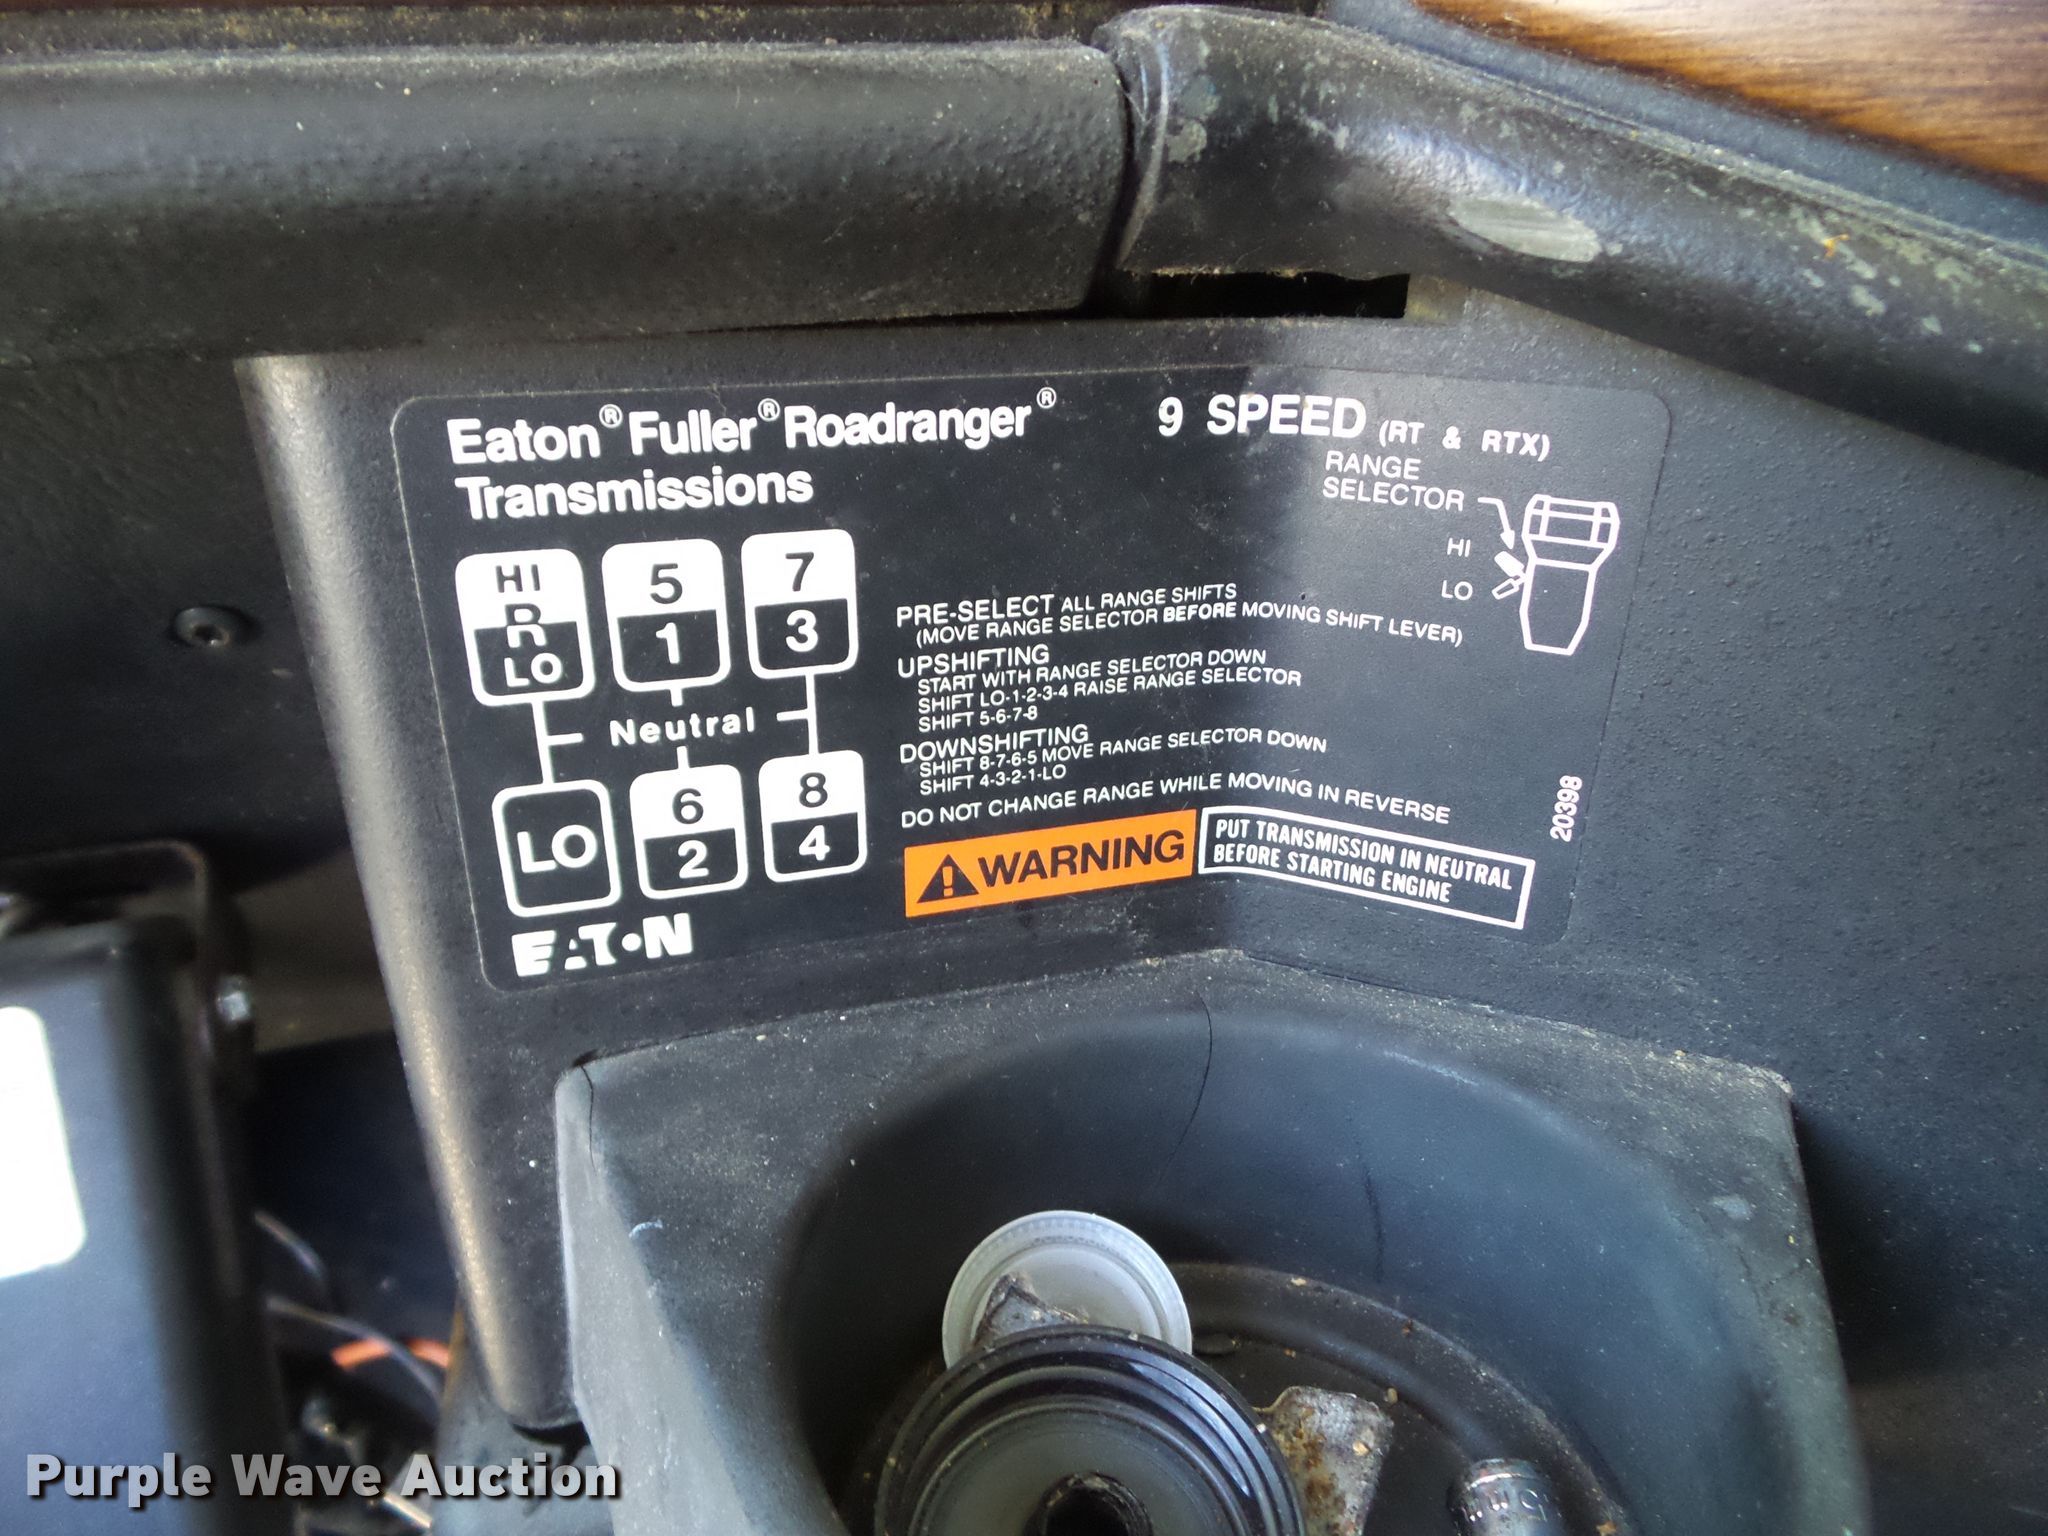 Eaton® Fuller® Roadranger®
Transmissions
9 SPEED (RT & RTX)
RANGE
SELECTOR
HI
LO
HI
R
LO
5
1
7
3
Neutral
LO
6
2
8
4
EATON
PRE-SELECT ALL RANGE SHIFTS
(MOVE RANGE SELECTOR BEFORE MOVING SHIFT LEVER)
UPSHIFTING
START WITH RANGE SELECTOR DOWN
SHIFT LO-1-2-3-4 RAISE RANGE SELECTOR
SHIFT 5-6-7-8
DOWNSHIFTING
SHIFT 8-7-6-5 MOVE RANGE SELECTOR DOWN
SHIFT 4-3-2-1-LO
DO NOT CHANGE RANGE WHILE MOVING IN REVERSE
WARNING
PUT TRANSMISSION IN NEUTRAL
BEFORE STARTING ENGINE
20398
Purple Wave Auction